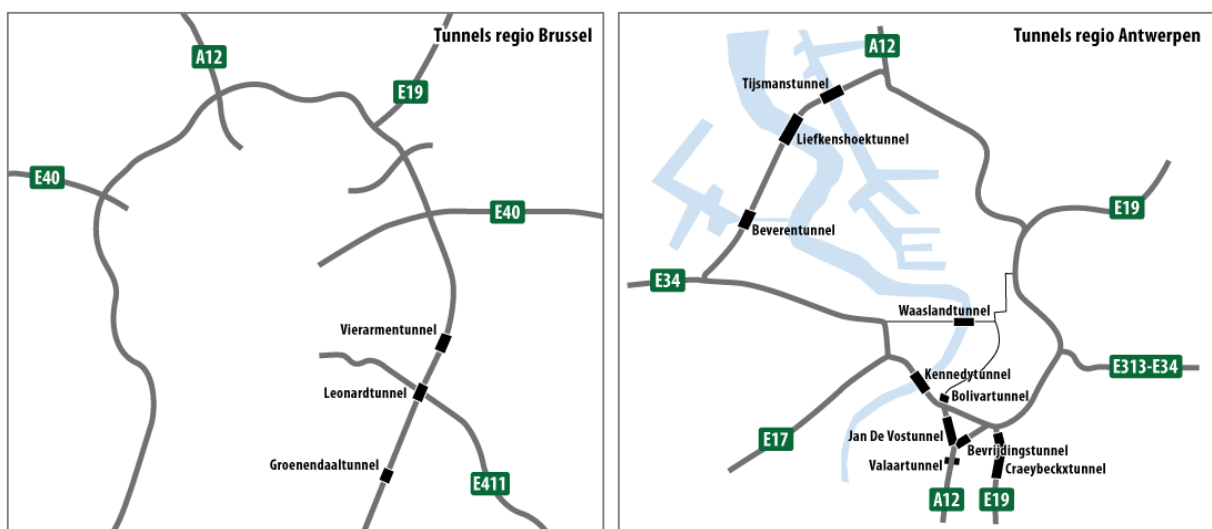 Tunnels regio Brussel
A12
E19
E40
E40
Vierarmentunnel
Leonardtunnel
Groenendaaltunnel
E411
Tunnels regio Antwerpen
A12
Tijsmanstunnel
Liefkenshoektunnel
E19
Beverentunnel
E34
Waaslandtunnel
E313-E34
Kennedytunnel
Bolivartunnel
E17
Jan De Vostunnel
Bevrijdingstunnel
Valaartunnel
Craeybeckxtunnel
A12
E19